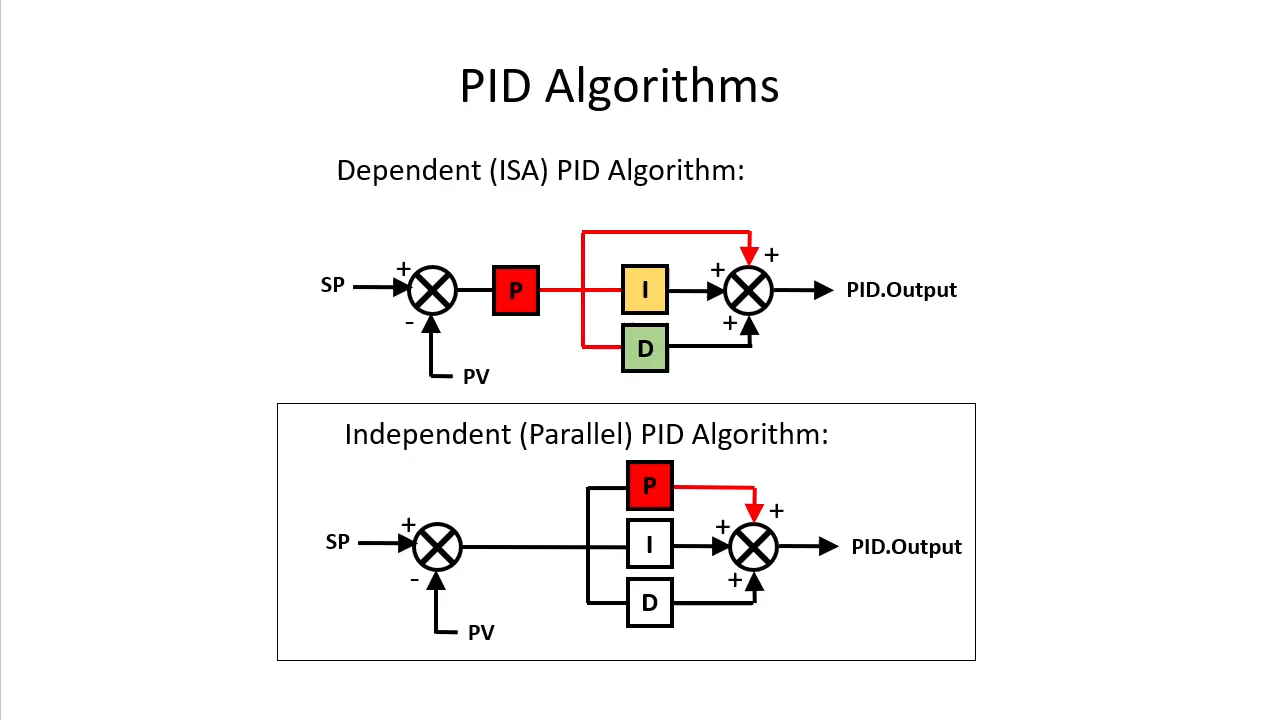 PID Algorithms
Dependent (ISA) PID Algorithm:
+
+
+
SP
P
I
PID.Output
-
+
D
PV
Independent (Parallel) PID Algorithm:
P
+
+
+
SP
I
PID.Output
-
+
D
PV